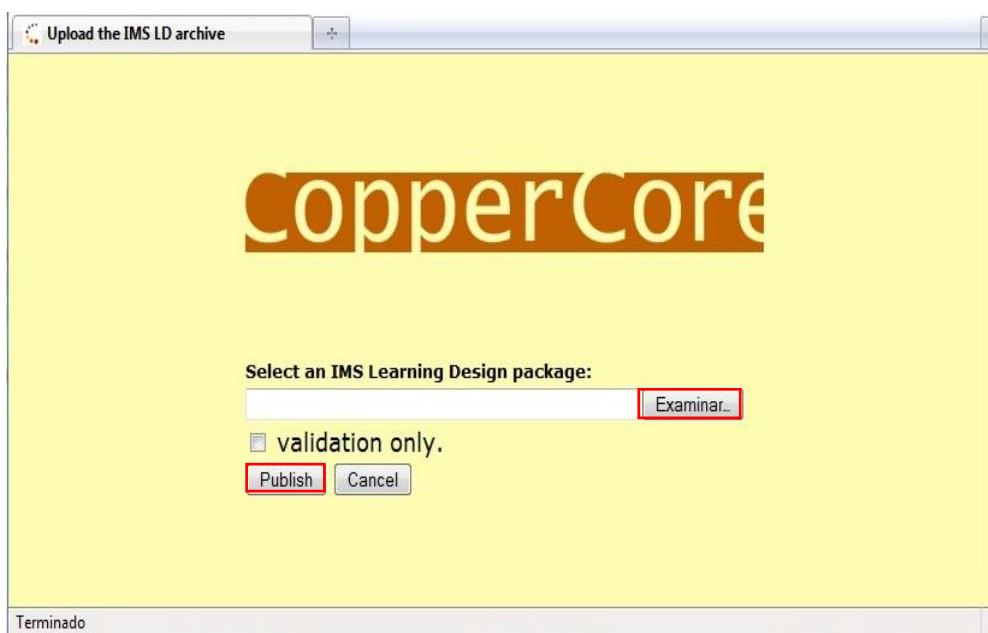 Upload the IMS LD archive
CopperCore
Select an IMS Learning Design package:
Examinar...
validation only.
Publish Cancel
Terminado